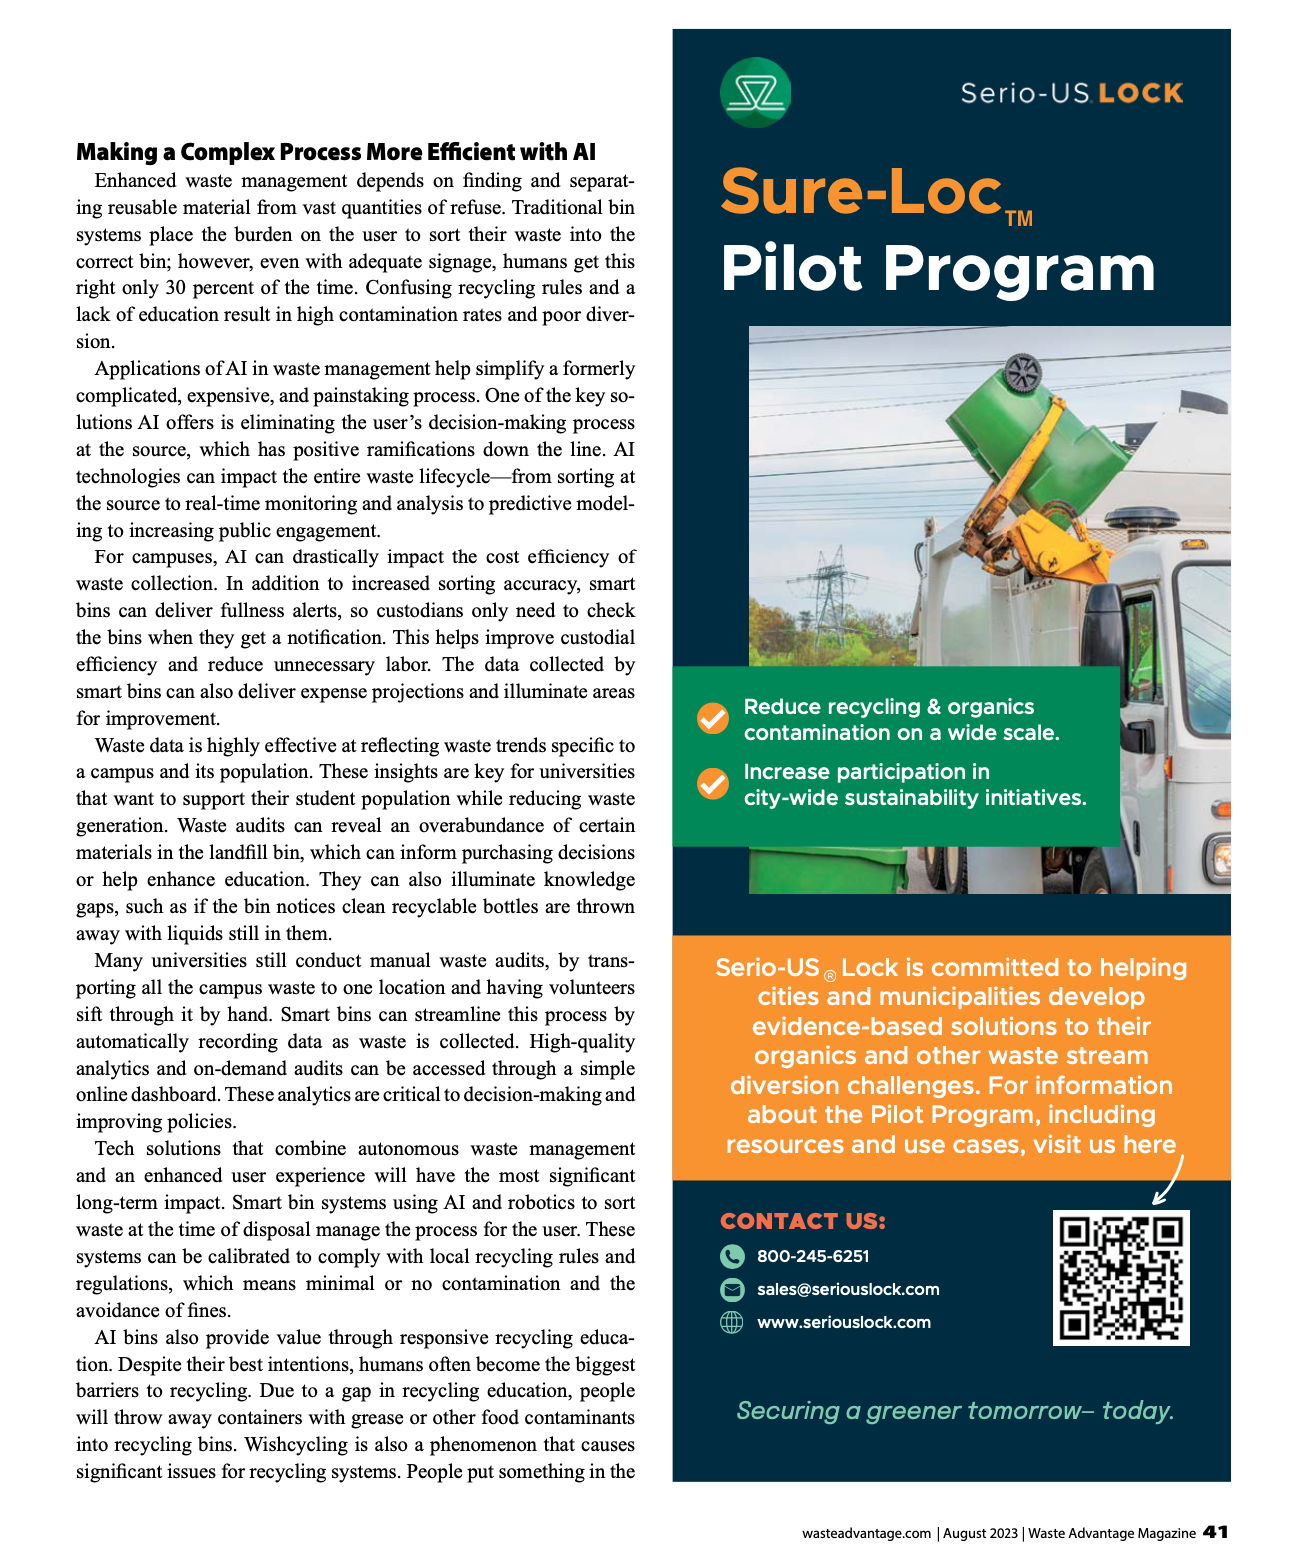 Making a Complex Process More Efficient with AI
Enhanced waste management depends on finding and separat-
ing reusable material from vast quantities of refuse. Traditional bin
systems place the burden on the user to sort their waste into the
correct bin; however, even with adequate signage, humans get this
right only 30 percent of the time. Confusing recycling rules and a
lack of education result in high contamination rates and poor diver-
sion.
Applications of AI in waste management help simplify a formerly
complicated, expensive, and painstaking process. One of the key so-
lutions AI offers is eliminating the user’s decision-making process
at the source, which has positive ramifications down the line. AI
technologies can impact the entire waste lifecycle—from sorting at
the source to real-time monitoring and analysis to predictive model-
ing to increasing public engagement.
For campuses, AI can drastically impact the cost efficiency of
waste collection. In addition to increased sorting accuracy, smart
bins can deliver fullness alerts, so custodians only need to check
the bins when they get a notification. This helps improve custodial
efficiency and reduce unnecessary labor. The data collected by
smart bins can also deliver expense projections and illuminate areas
for improvement.
Waste data is highly effective at reflecting waste trends specific to
a campus and its population. These insights are key for universities
that want to support their student population while reducing waste
generation. Waste audits can reveal an overabundance of certain
materials in the landfill bin, which can inform purchasing decisions
or help enhance education. They can also illuminate knowledge
gaps, such as if the bin notices clean recyclable bottles are thrown
away with liquids still in them.
Many universities still conduct manual waste audits, by trans-
porting all the campus waste to one location and having volunteers
sift through it by hand. Smart bins can streamline this process by
automatically recording data as waste is collected. High-quality
analytics and on-demand audits can be accessed through a simple
online dashboard. These analytics are critical to decision-making and
improving policies.
Tech solutions that combine autonomous waste management
and an enhanced user experience will have the most significant
long-term impact. Smart bin systems using AI and robotics to sort
waste at the time of disposal manage the process for the user. These
systems can be calibrated to comply with local recycling rules and
regulations, which means minimal or no contamination and the
avoidance of fines.
AI bins also provide value through responsive recycling educa-
tion. Despite their best intentions, humans often become the biggest
barriers to recycling. Due to a gap in recycling education, people
will throw away containers with grease or other food contaminants
into recycling bins. Wishcycling is also a phenomenon that causes
significant issues for recycling systems. People put something in the
Serio-US LOCK
Sure-Loc™
Pilot Program
Reduce recycling & organics
contamination on a wide scale.
Increase participation in
city-wide sustainability initiatives.
Serio-US® Lock is committed to helping
cities and municipalities develop
evidence-based solutions to their
organics and other waste stream
diversion challenges. For information
about the Pilot Program, including
resources and use cases, visit us here
CONTACT US:
800-245-6251
sales@seriouslock.com
www.seriouslock.com
Securing a greener tomorrow– today.
wasteadvantage.com | August 2023 | Waste Advantage Magazine 41